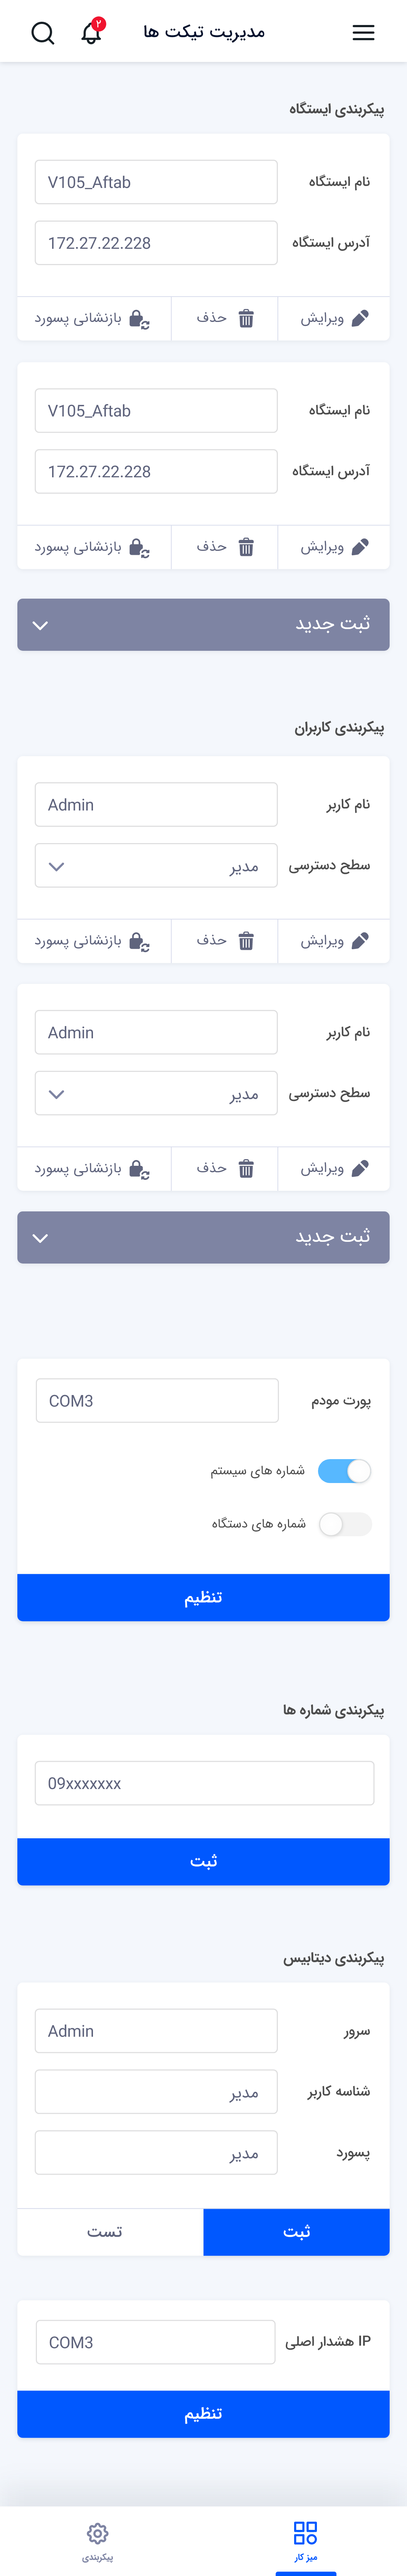 مدیریت تیکت ها
۲
پیکربندی ایستگاه
نام ایستگاه
V105_Aftab
آدرس ایستگاه
172.27.22.228
ویرایش
حذف
بازنشانی پسورد
نام ایستگاه
V105_Aftab
آدرس ایستگاه
172.27.22.228
ویرایش
حذف
بازنشانی پسورد
ثبت جدید
پیکربندی کاربران
نام کاربر
Admin
سطح دسترسی
مدیر
ویرایش
حذف
بازنشانی پسورد
نام کاربر
Admin
سطح دسترسی
مدیر
ویرایش
حذف
بازنشانی پسورد
ثبت جدید
پورت مودم
COM3
شماره های سیستم
شماره های دستگاه
تنظیم
پیکربندی شماره ها
09xxxxxxx
ثبت
پیکربندی دیتابیس
سرور
Admin
شناسه کاربر
مدیر
پسورد
مدیر
ثبت
تست
IP هشدار اصلی
COM3
تنظیم
میز کار
پیکربندی